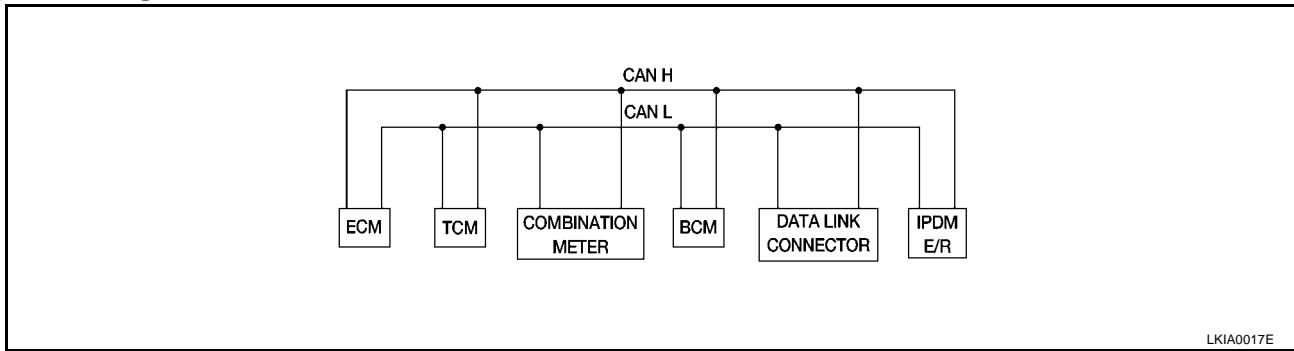 CAN H
CAN L
ECM
TCM
COMBINATION
METER
BCM
DATA LINK
CONNECTOR
IPDM
E/R
LKIA0017E